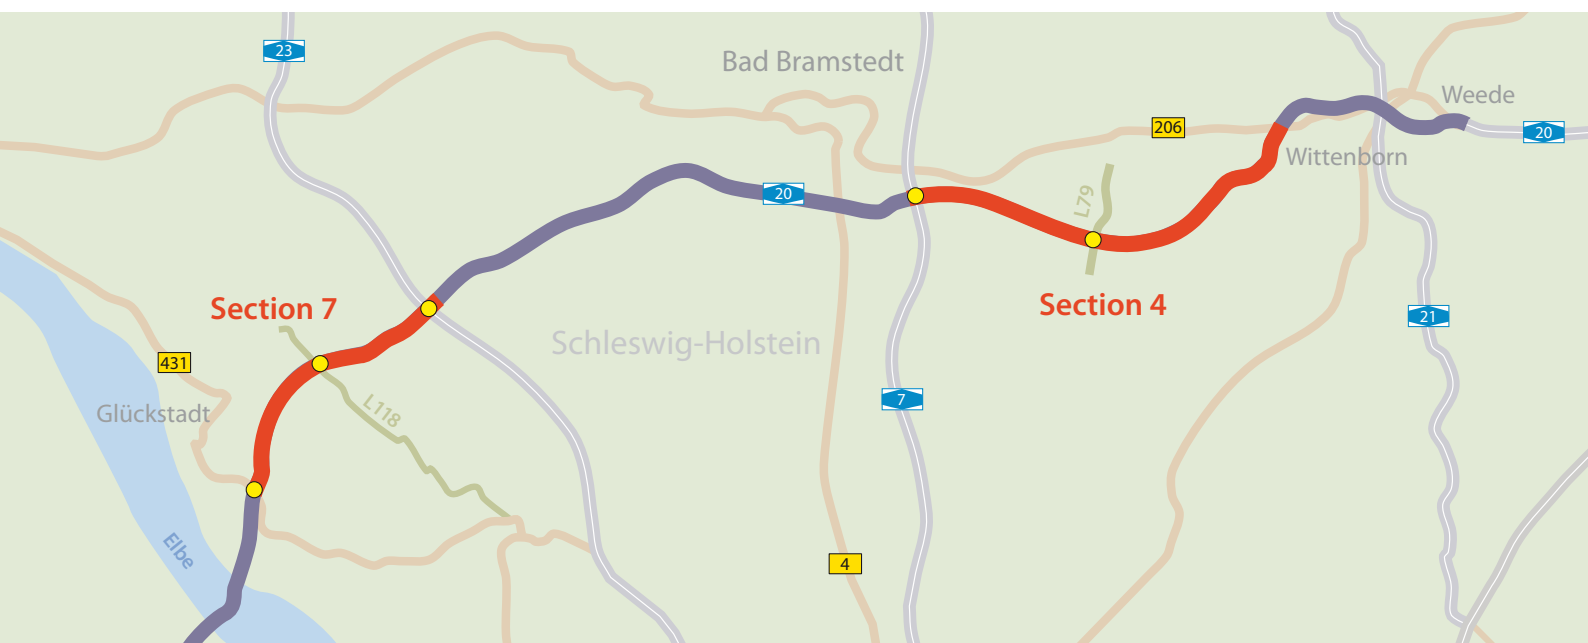 23
Bad Bramstedt
Weede
206
20
Wittenborn
20
L79
Section 7
Section 4
21
Schleswig-Holstein
431
7
Glückstadt
L118
Elbe
4